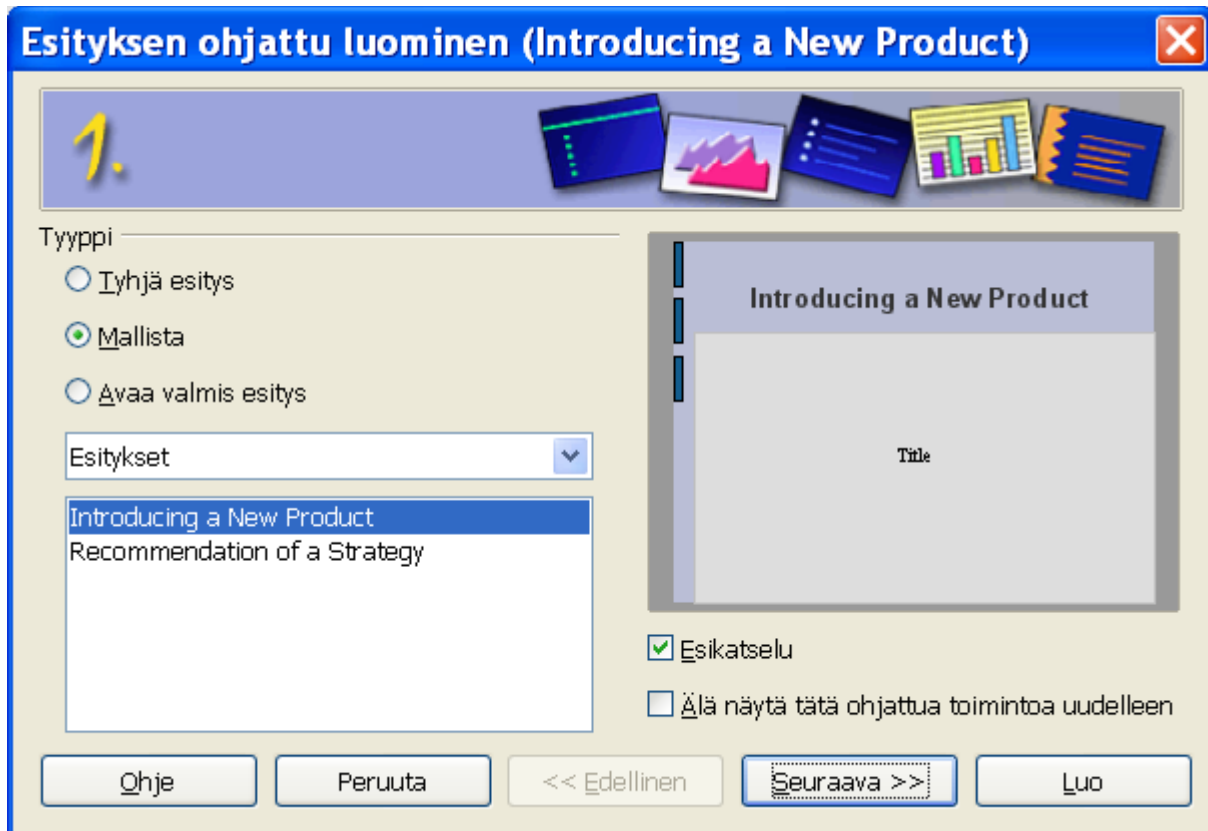 Esityksen ohjattu luominen (Introducing a New Product)
1.
Tyyppi
Tyhjä esitys
Mallista
Avaa valmis esitys
Esitykset
Introducing a New Product
Recommendation of a Strategy
Introducing a New Product
Title
Esikatselu
Älä näytä tätä ohjattua toimintoa uudelleen
Ohje
Peruuta
<< Edellinen
Seuraava >>
Luo